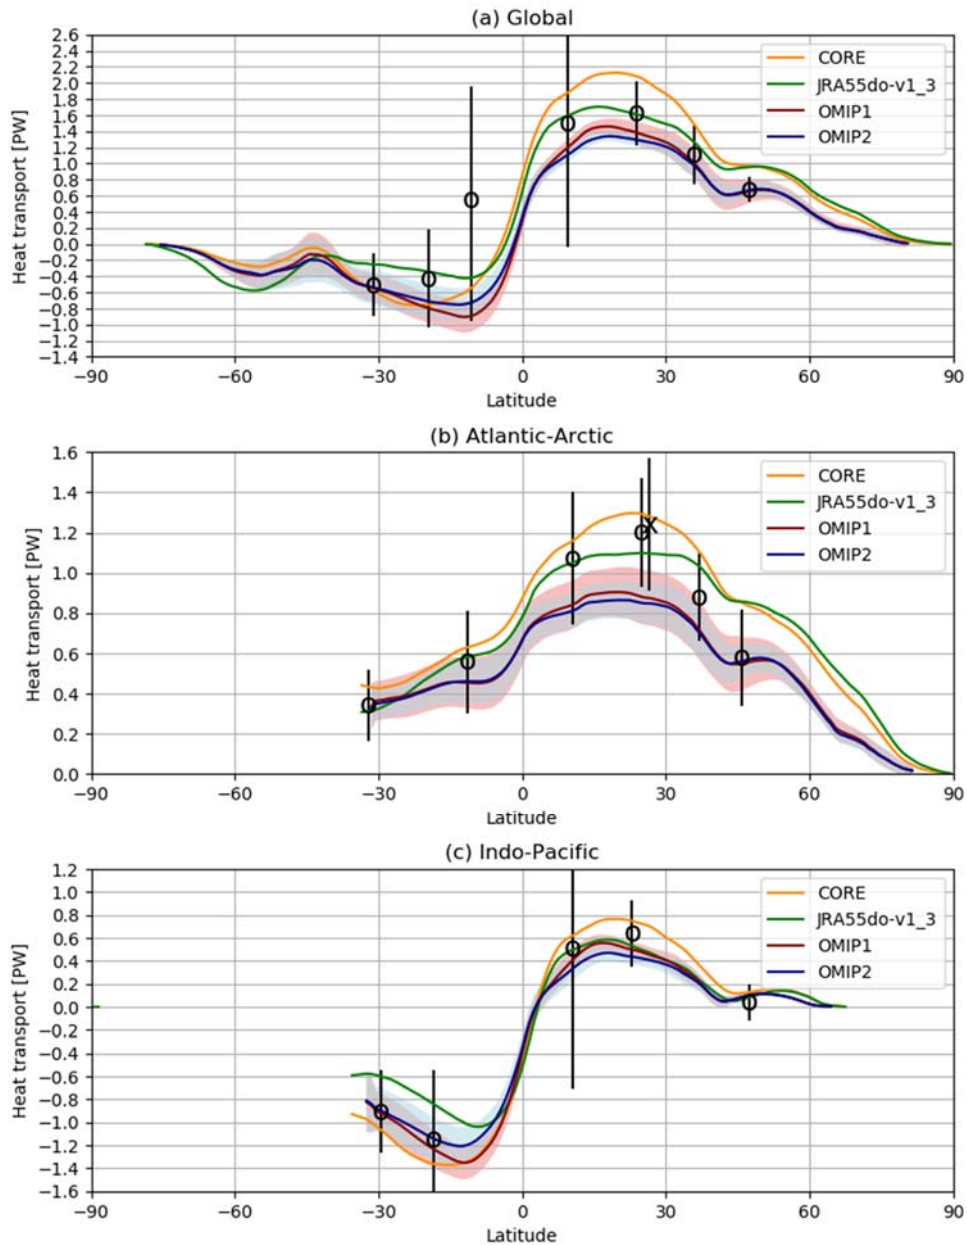 (a) Global
2.6
2.4
2.2
2.0
1.8
1.6
1.4
1.2
1.0
0.8
0.6
0.4
0.2
0.0
−0.2
−0.4
−0.6
−0.8
−1.0
−1.2
−1.4
Heat transport [PW]
CORE
JRA55do-v1_3
OMIP1
OMIP2
−90 −60 −30 0 30 60 90
Latitude
(b) Atlantic-Arctic
1.6
1.4
1.2
1.0
0.8
0.6
0.4
0.2
0.0
Heat transport [PW]
CORE
JRA55do-v1_3
OMIP1
OMIP2
X
−90 −60 −30 0 30 60 90
Latitude
(c) Indo-Pacific
1.2
1.0
0.8
0.6
0.4
0.2
0.0
−0.2
−0.4
−0.6
−0.8
−1.0
−1.2
−1.4
−1.6
Heat transport [PW]
CORE
JRA55do-v1_3
OMIP1
OMIP2
−90 −60 −30 0 30 60 90
Latitude